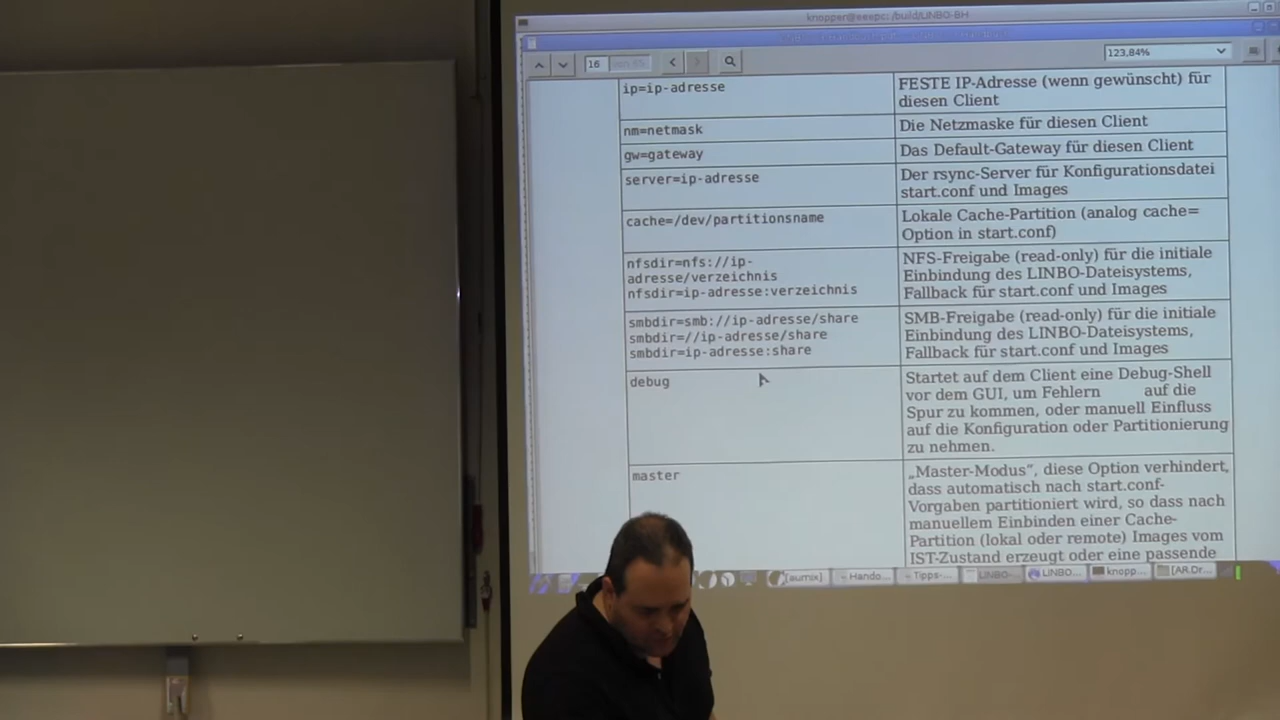 knopper@eeepc: /build/LINBO-BH
16
123,84%
ip=ip-adresse
FESTE IP-Adresse (wenn gewünscht) für
diesen Client
nm=netmask
Die Netzmaske für diesen Client
gw=gateway
Das Default-Gateway für diesen Client
server=ip-adresse
Der rsync-Server für Konfigurationsdatei
start.conf und Images
cache=/dev/partitionsname
Lokale Cache-Partition (analog cache=
Option in start.conf)
nfsdir=nfs://ip-
adresse/verzeichnis
nfsdir=ip-adresse:verzeichnis
NFS-Freigabe (read-only) für die initiale
Einbindung des LINBO-Dateisystems,
Fallback für start.conf und Images
smbdir=smb://ip-adresse/share
smbdir=//ip-adresse/share
smbdir=ip-adresse:share
SMB-Freigabe (read-only) für die initiale
Einbindung des LINBO-Dateisystems,
Fallback für start.conf und Images
debug
Startet auf dem Client eine Debug-Shell
vor dem GUI, um Fehlern auf die
Spur zu kommen, oder manuell Einfluss
auf die Konfiguration oder Partitionierung
zu nehmen.
master
„Master-Modus“, diese Option verhindert,
dass automatisch nach start.conf-
Vorgaben partitioniert wird, so dass nach
manuellem Einbinden einer Cache-
Partition (lokal oder remote) Images vom
IST-Zustand erzeugt oder eine passende
[aumix] Hando... Tipps-... LINBO-... LINBO... knopp... [AR.Dr...